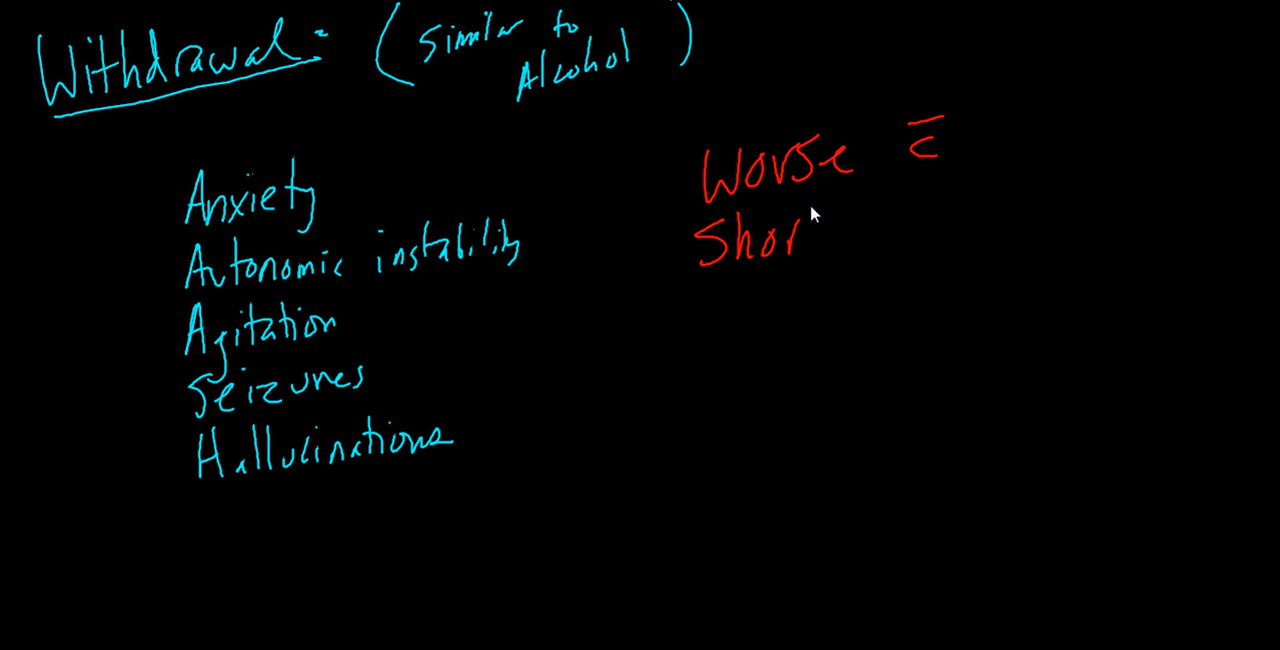 Withdrawal: (Similar to
Alcohol)
Anxiety
Autonomic instability
Agitation
Seizures
Hallucinations
Worse c̄
Shor